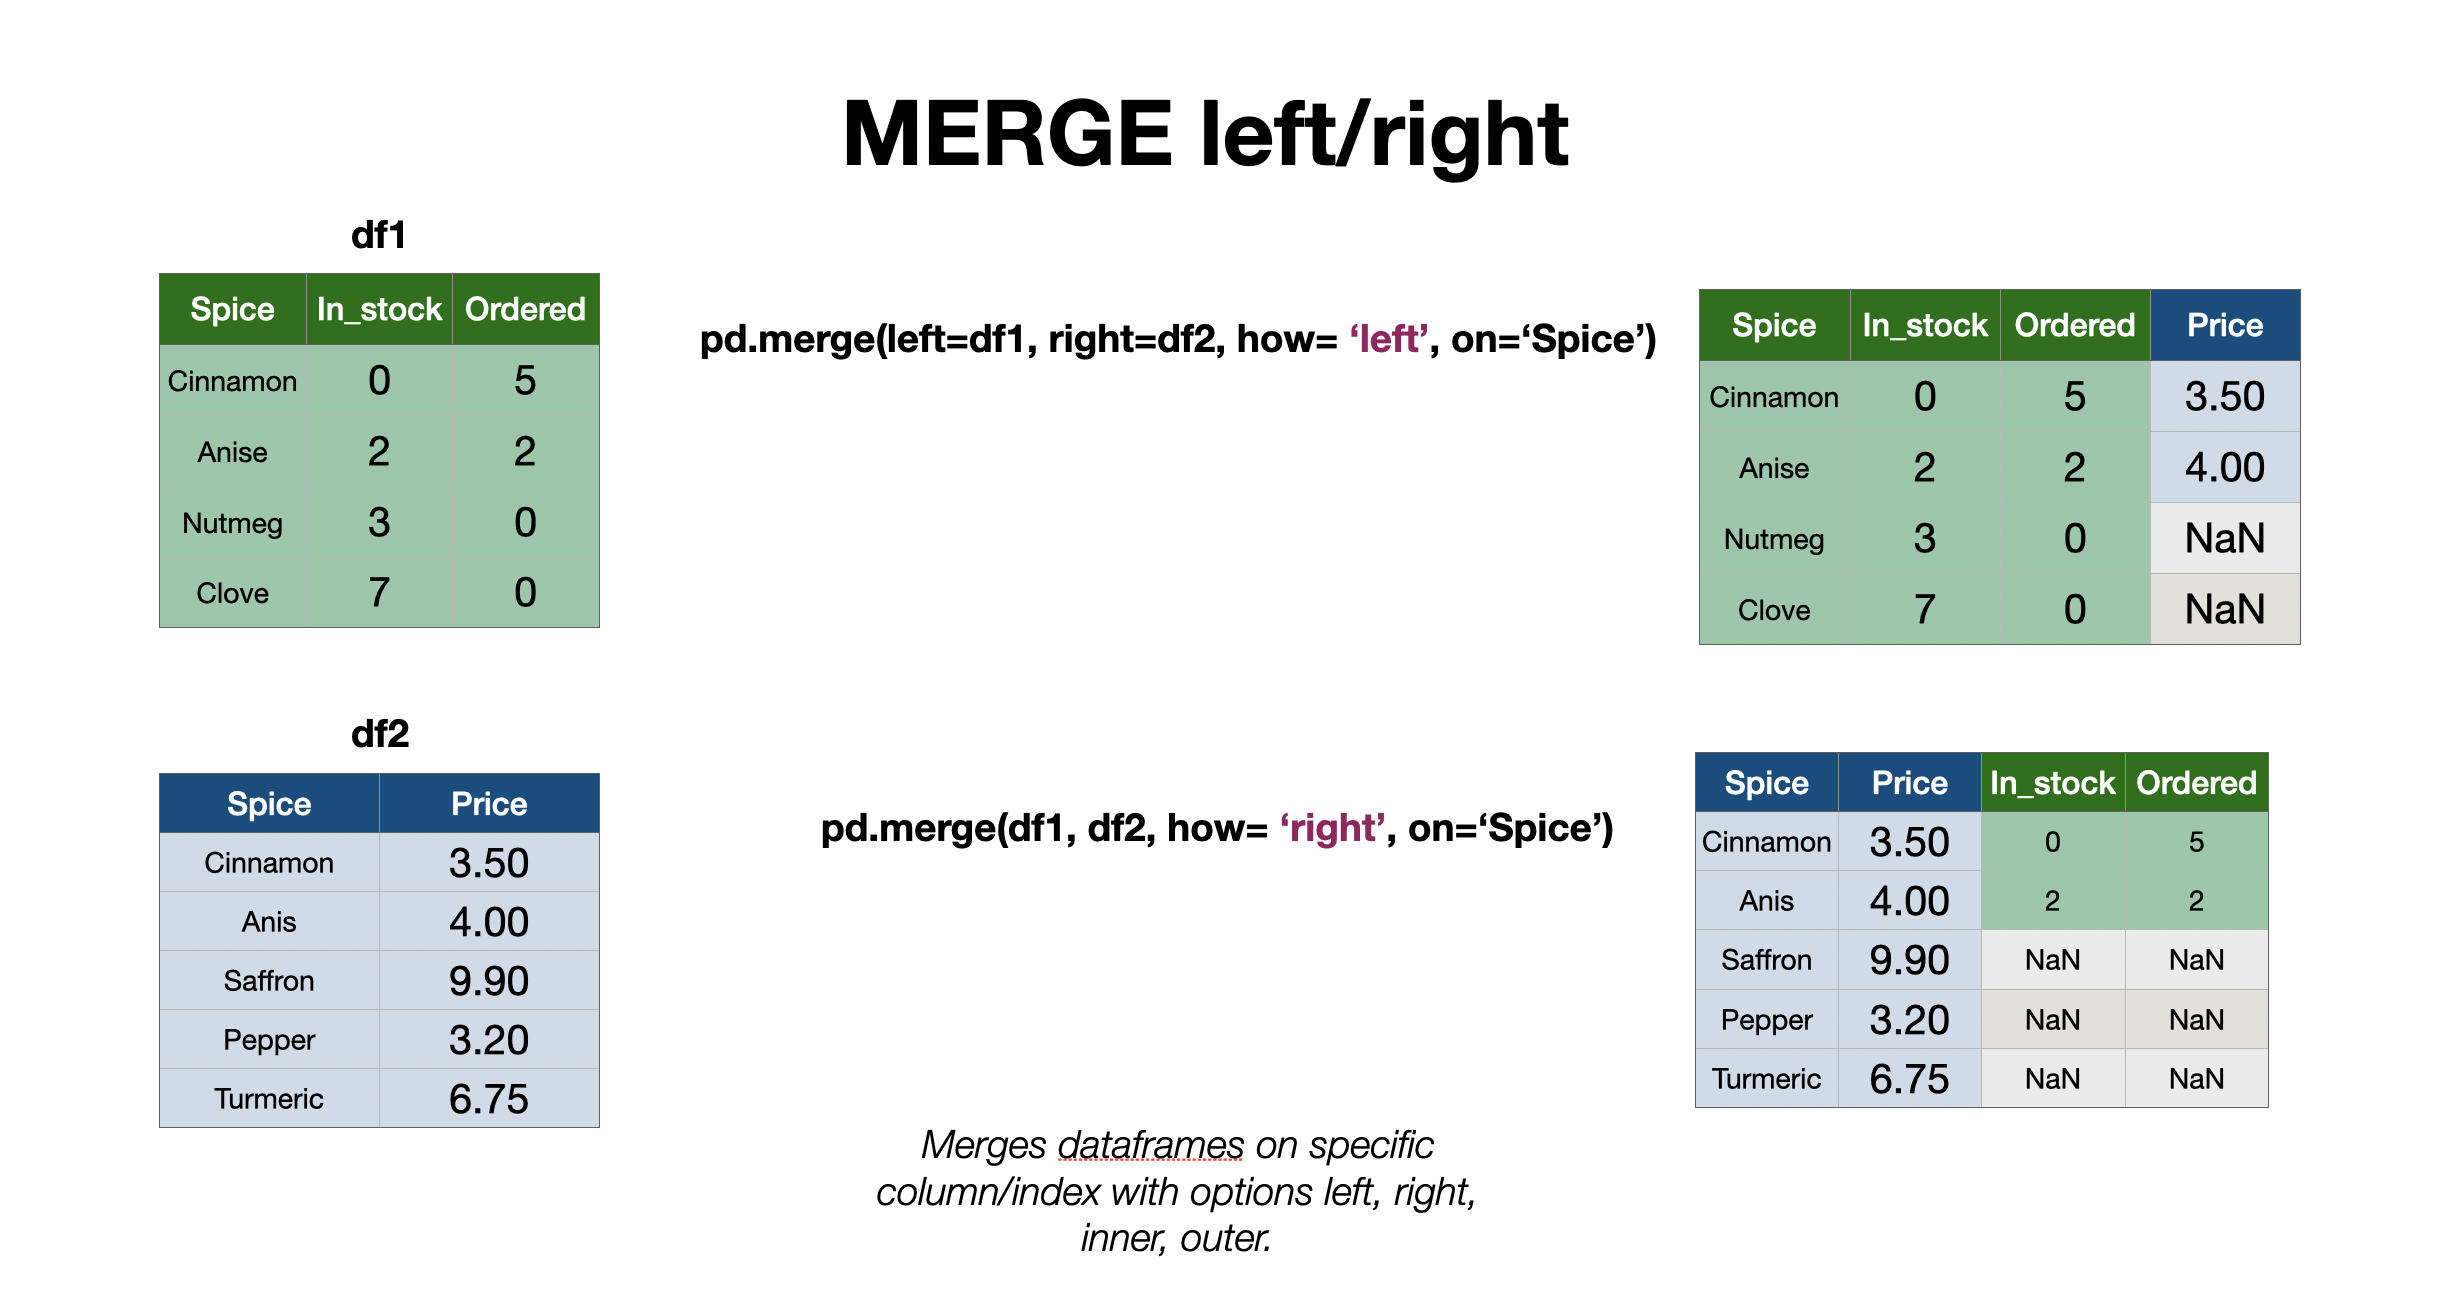 MERGE left/right
df1
Spice In_stock Ordered
Cinnamon 0 5
Anise 2 2
Nutmeg 3 0
Clove 7 0
pd.merge(left=df1, right=df2, how= ‘left’, on=‘Spice’)
Spice In_stock Ordered Price
Cinnamon 0 5 3.50
Anise 2 2 4.00
Nutmeg 3 0 NaN
Clove 7 0 NaN
df2
Spice Price
Cinnamon 3.50
Anis 4.00
Saffron 9.90
Pepper 3.20
Turmeric 6.75
pd.merge(df1, df2, how= ‘right’, on=‘Spice’)
Spice Price In_stock Ordered
Cinnamon 3.50 0 5
Anis 4.00 2 2
Saffron 9.90 NaN NaN
Pepper 3.20 NaN NaN
Turmeric 6.75 NaN NaN
Merges dataframes on specific
column/index with options left, right,
inner, outer.